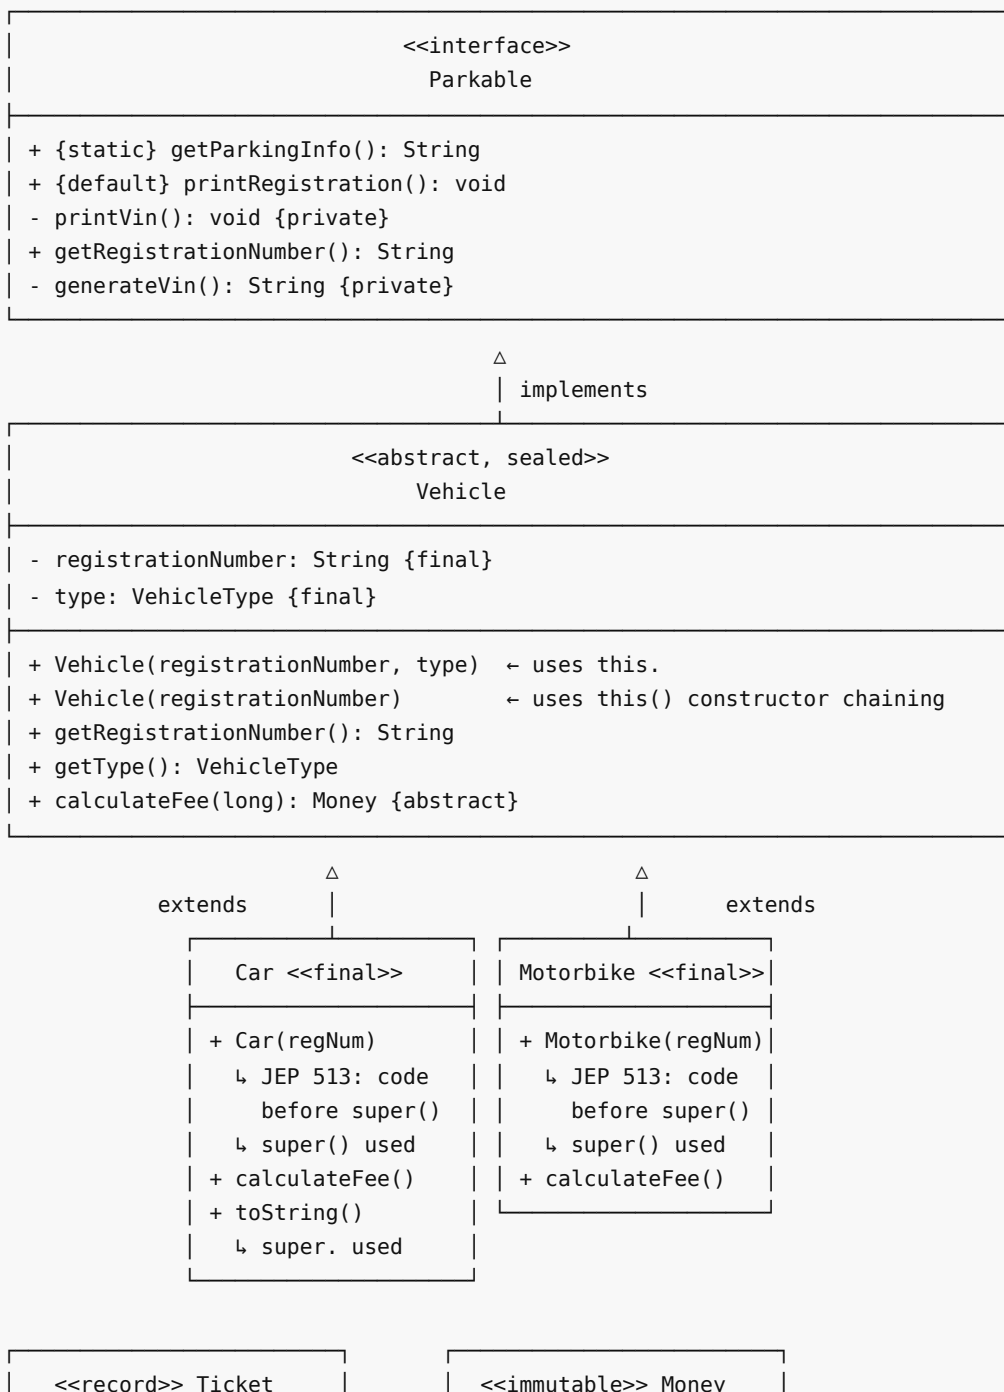 <<interface>>
Parkable
+ {static} getParkingInfo(): String
+ {default} printRegistration(): void
- printVin(): void {private}
+ getRegistrationNumber(): String
- generateVin(): String {private}
△
│ implements
<<abstract, sealed>>
Vehicle
- registrationNumber: String {final}
- type: VehicleType {final}
+ Vehicle(registrationNumber, type) ← uses this.
+ Vehicle(registrationNumber) ← uses this() constructor chaining
+ getRegistrationNumber(): String
+ getType(): VehicleType
+ calculateFee(long): Money {abstract}
△ △
extends │ │ extends
Car <<final>>
+ Car(regNum)
↳ JEP 513: code
before super()
↳ super() used
+ calculateFee()
+ toString()
↳ super. used
Motorbike <<final>>
+ Motorbike(regNum)
↳ JEP 513: code
before super()
↳ super() used
+ calculateFee()
<<record>> Ticket
<<immutable>> Money